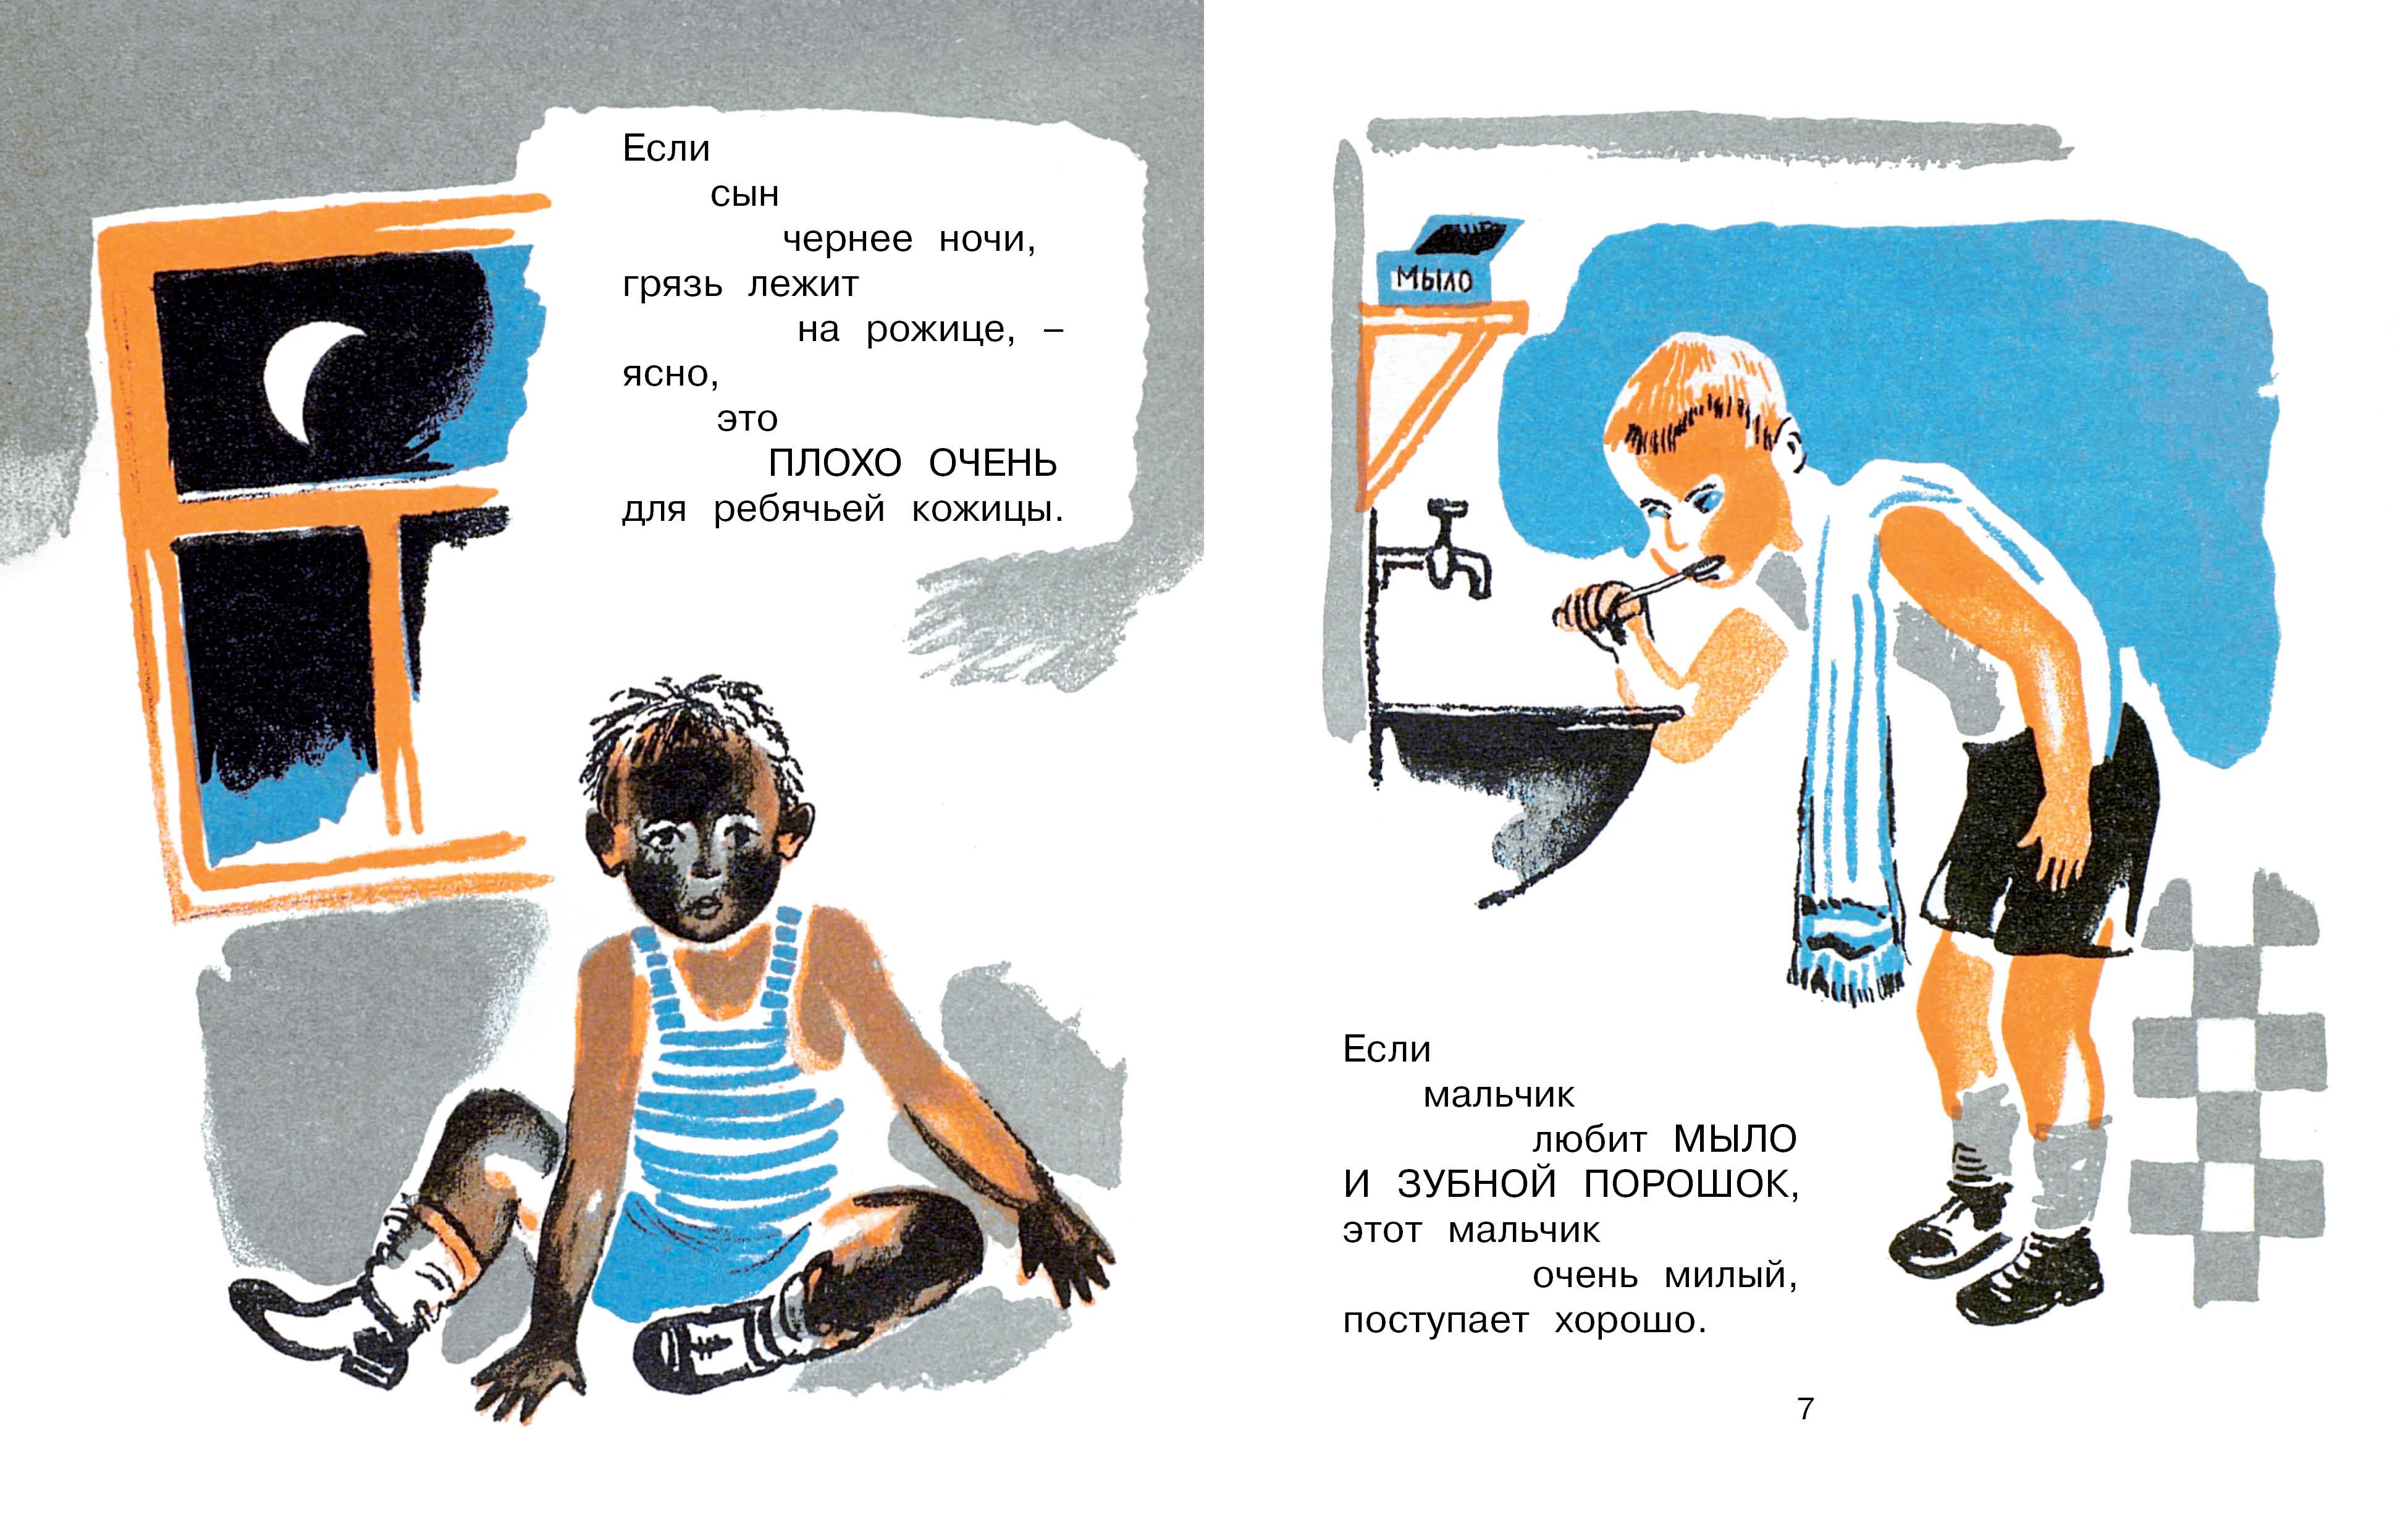 Если
сын
чернее ночи,
грязь лежит
на рожице, –
ясно,
это
ПЛОХО ОЧЕНЬ
для ребячьей кожицы.
МЫЛО
Если
мальчик
любит МЫЛО
И ЗУБНОЙ ПОРОШОК,
этот мальчик
очень милый,
поступает хорошо.
7